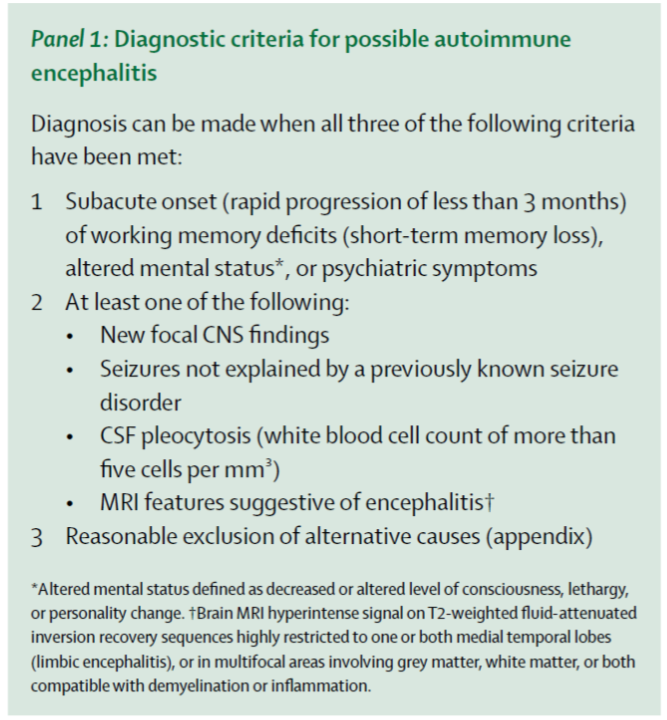 Panel 1: Diagnostic criteria for possible autoimmune
encephalitis
Diagnosis can be made when all three of the following criteria
have been met:
1 Subacute onset (rapid progression of less than 3 months)
of working memory deficits (short-term memory loss),
altered mental status*, or psychiatric symptoms
2 At least one of the following:
• New focal CNS findings
• Seizures not explained by a previously known seizure
disorder
• CSF pleocytosis (white blood cell count of more than
five cells per mm³)
• MRI features suggestive of encephalitis†
3 Reasonable exclusion of alternative causes (appendix)
*Altered mental status defined as decreased or altered level of consciousness, lethargy,
or personality change. †Brain MRI hyperintense signal on T2-weighted fluid-attenuated
inversion recovery sequences highly restricted to one or both medial temporal lobes
(limbic encephalitis), or in multifocal areas involving grey matter, white matter, or both
compatible with demyelination or inflammation.